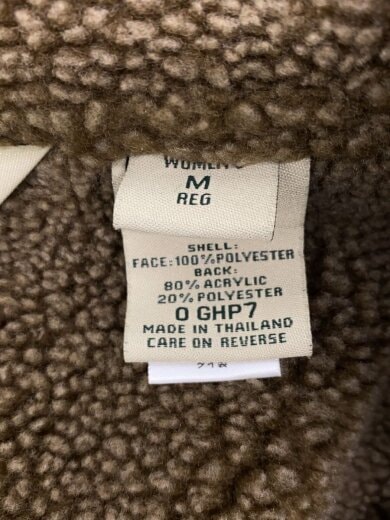 WOMEN'S
M
REG
SHELL:
FACE:100%POLYESTER
BACK:
80% ACRYLIC
20% POLYESTER
0 GHP7
MADE IN THAILAND
CARE ON REVERSE